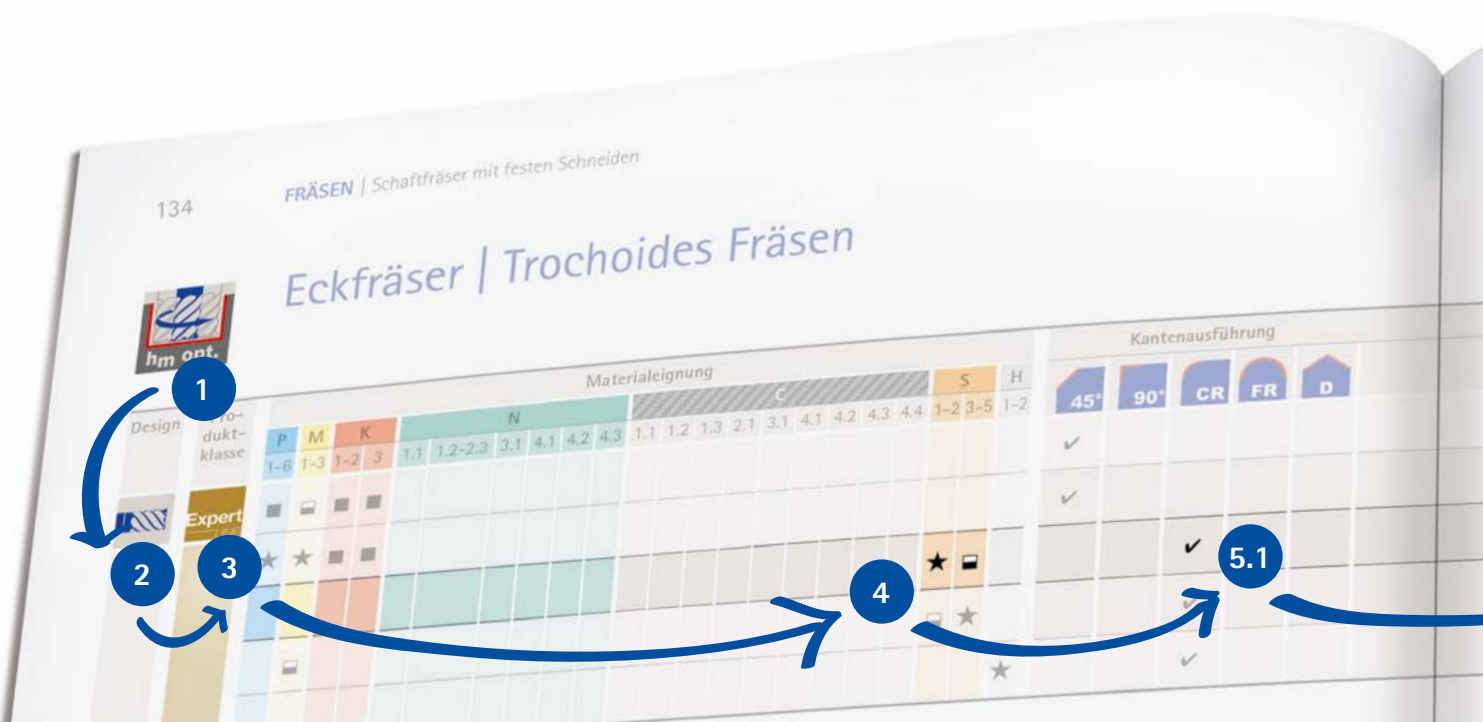 134
FRÄSEN | Schaftfräser mit festen Schneiden
Eckfräser | Trochoides Fräsen
hm opt.
1
Design
dukt-
klasse
Materialeignung
Kantenausführung
P M K N C S H
45° 90° CR FR D
1-6 1-3 1-2 3 1.1 1.2-2.3 3.1 4.1 4.2 4.3 1.1 1.2 1.3 2.1 3.1 4.1 4.2 4.3 4.4 1-2 3-5 1-2
■ ⬓ ■ ■ ✔
Expert
★ ★ ■ ■ ✔
2
3
★ ⬓ ✔
4
5.1
⬓ ★ ✔
⬓ ★ ✔